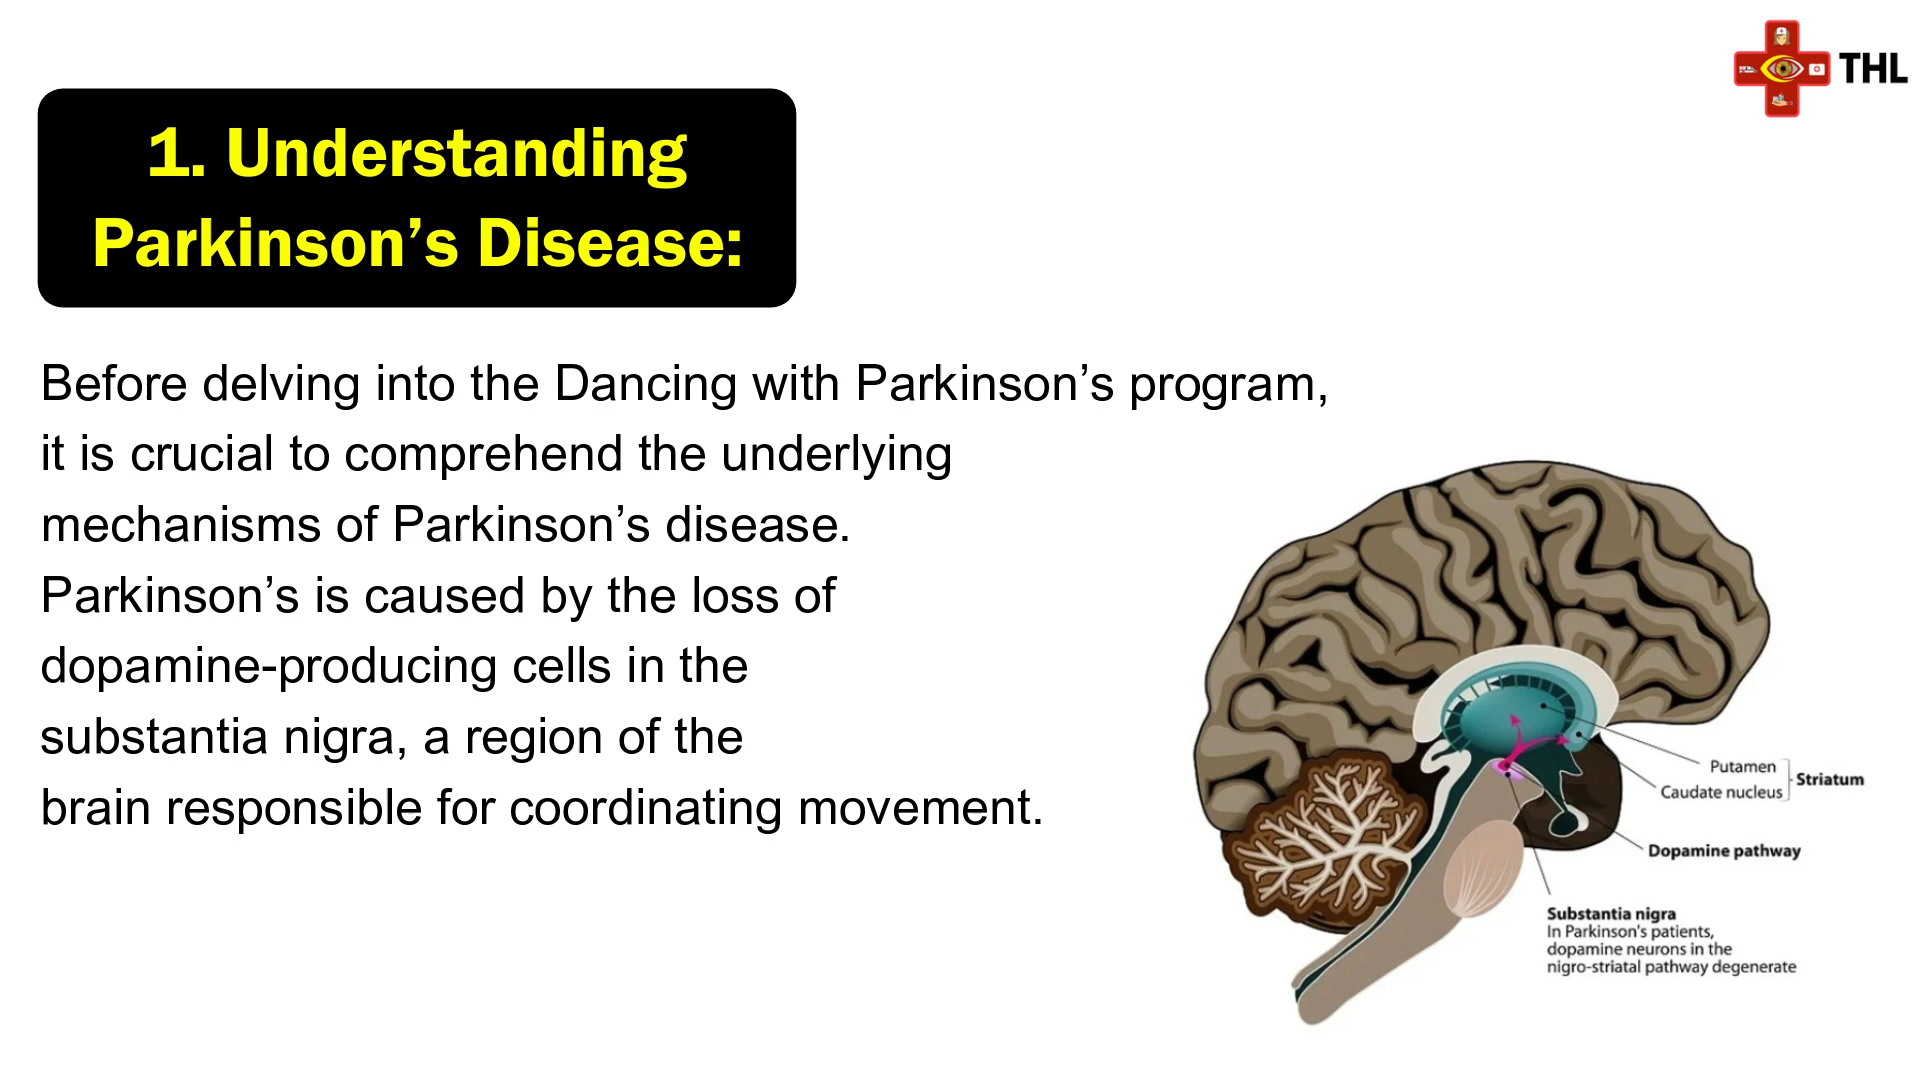 THL
1. Understanding
Parkinson’s Disease:
Before delving into the Dancing with Parkinson’s program,
it is crucial to comprehend the underlying
mechanisms of Parkinson’s disease.
Parkinson’s is caused by the loss of
dopamine-producing cells in the
substantia nigra, a region of the
brain responsible for coordinating movement.
Putamen
Caudate nucleus
Striatum
Dopamine pathway
Substantia nigra
In Parkinson's patients,
dopamine neurons in the
nigro-striatal pathway degenerate